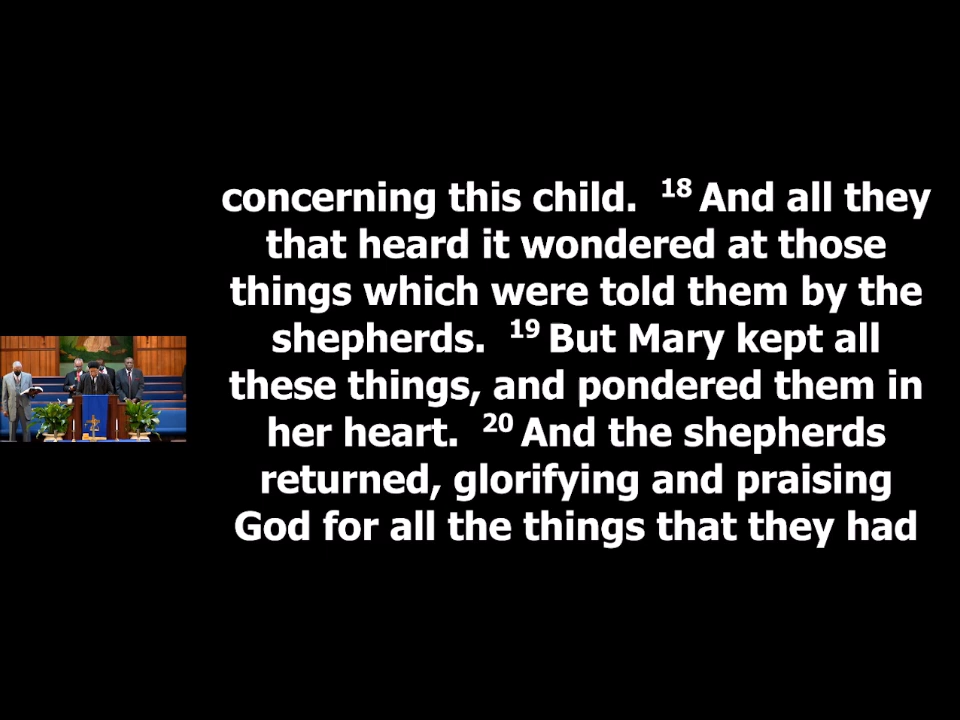 concerning this child. 18 And all they
that heard it wondered at those
things which were told them by the
shepherds. 19 But Mary kept all
these things, and pondered them in
her heart. 20 And the shepherds
returned, glorifying and praising
God for all the things that they had